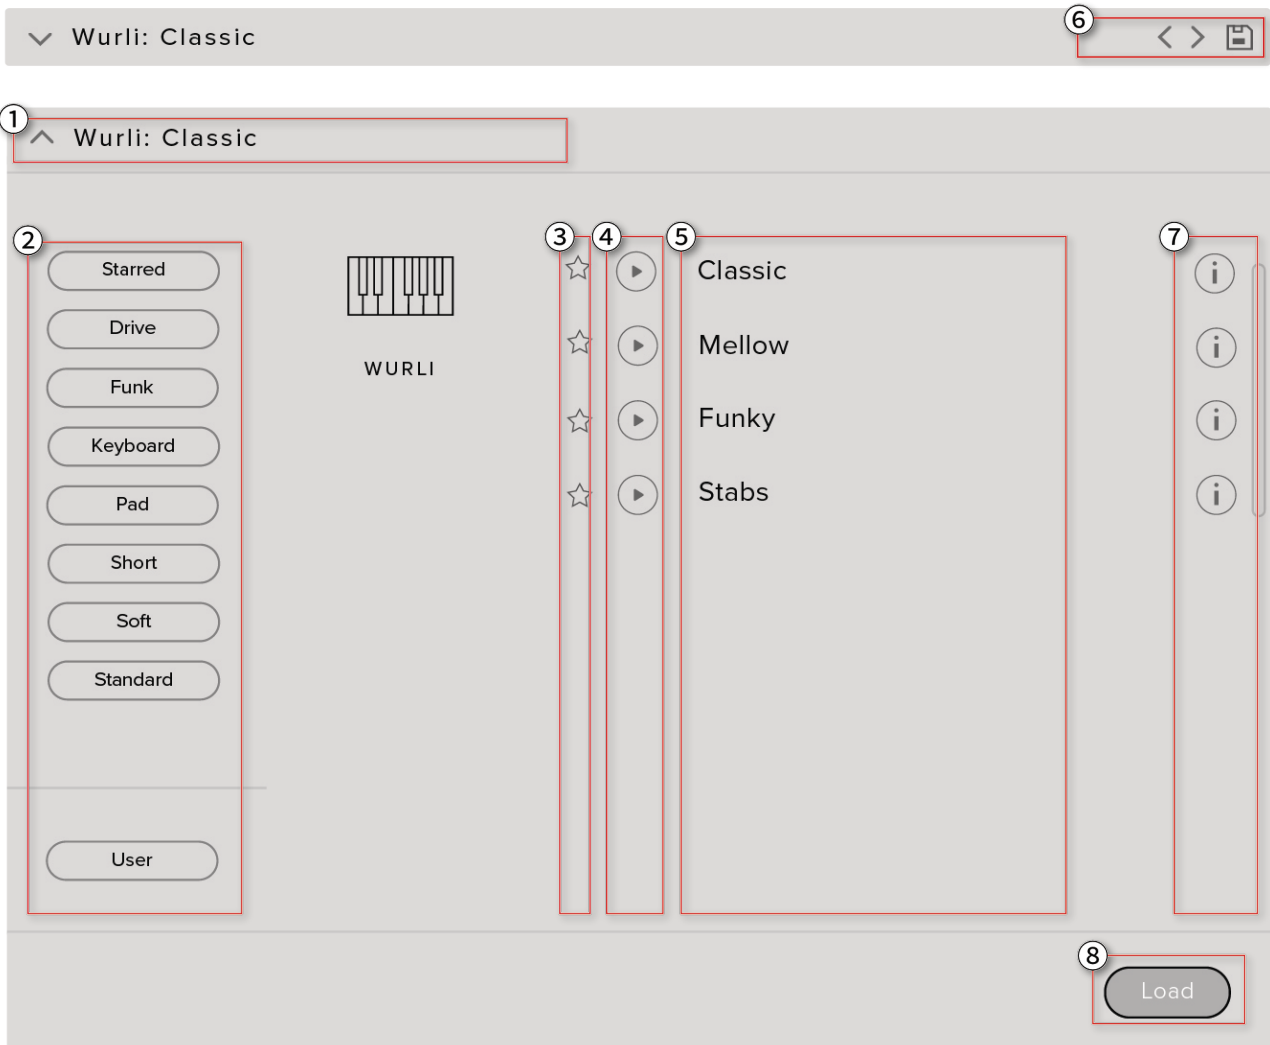 Wurli: Classic
6
1
Wurli: Classic
2
3
4
5
7
Starred
Drive
Funk
Keyboard
Pad
Short
Soft
Standard
User
WURLI
Classic
Mellow
Funky
Stabs
i
i
i
i
8
Load